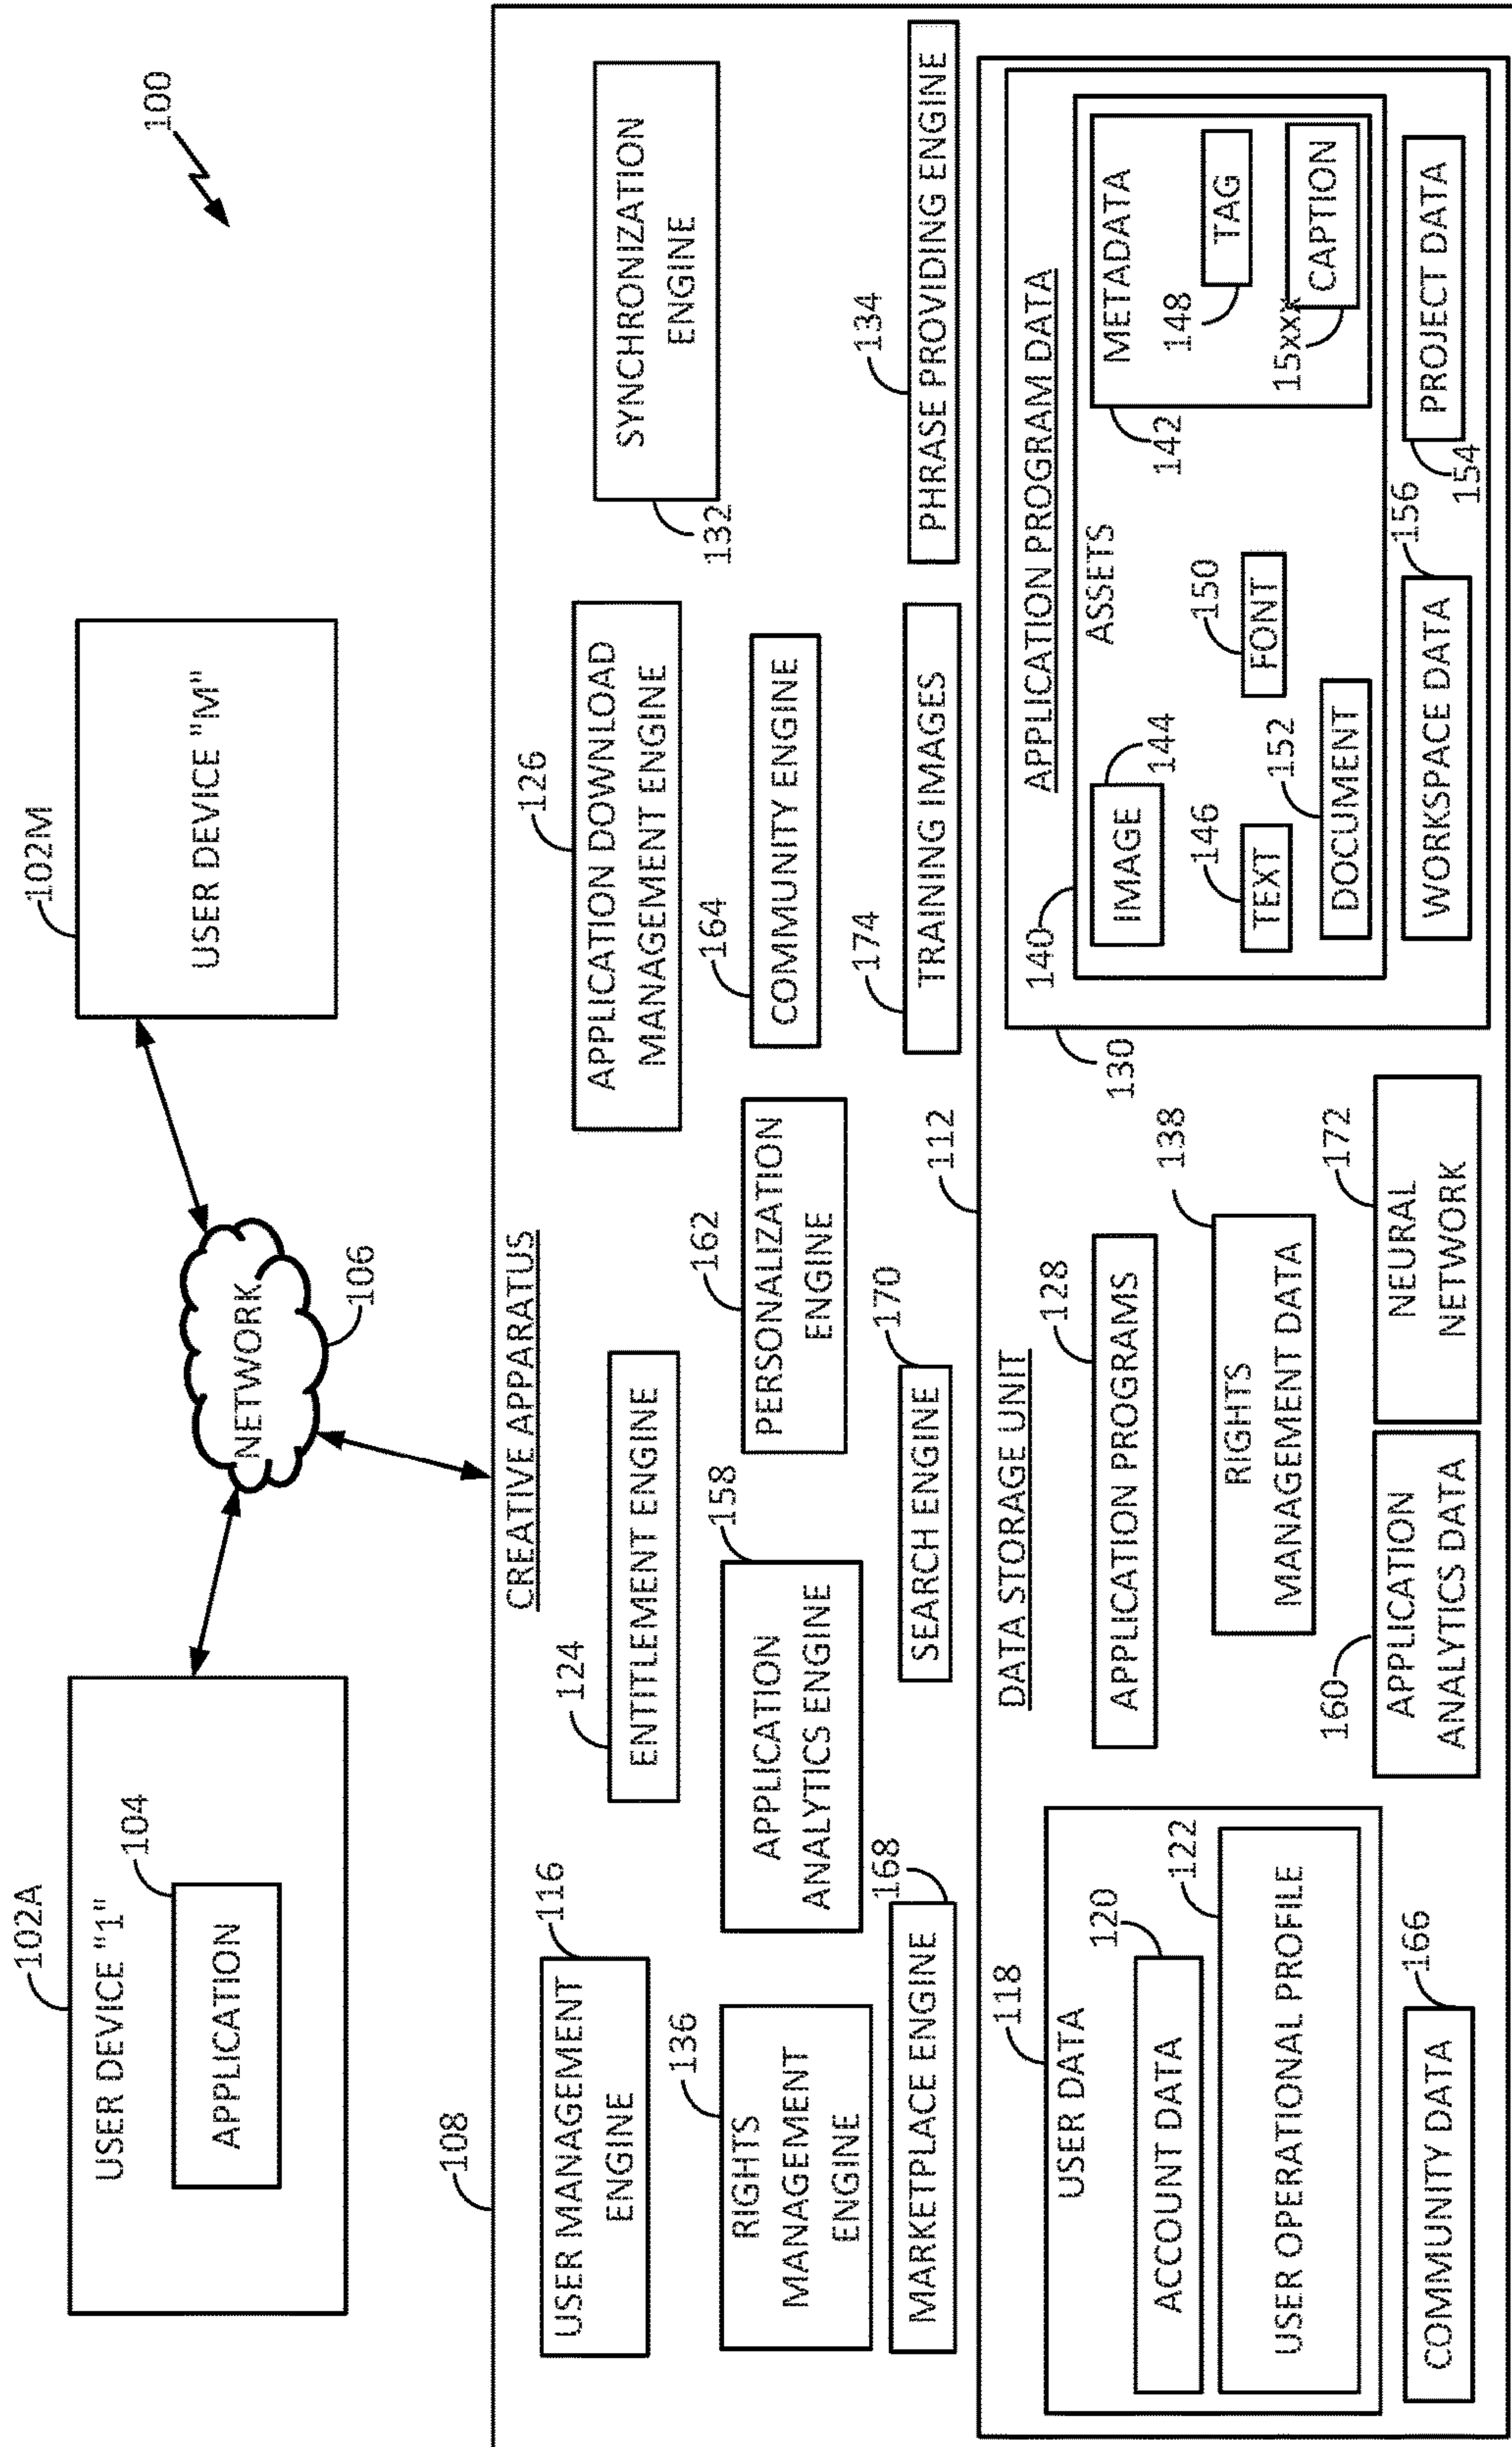 100
102A
USER DEVICE "1"
104
APPLICATION
NETWORK
106
102M
USER DEVICE "M"
108
CREATIVE APPARATUS
116
USER MANAGEMENT
ENGINE
124
ENTITLEMENT ENGINE
126
APPLICATION DOWNLOAD
MANAGEMENT ENGINE
SYNCHRONIZATION
ENGINE
132
136
RIGHTS
MANAGEMENT
ENGINE
158
APPLICATION
ANALYTICS ENGINE
162
PERSONALIZATION
ENGINE
164
COMMUNITY ENGINE
168
MARKETPLACE ENGINE
170
SEARCH ENGINE
174
TRAINING IMAGES
134
PHRASE PROVIDING ENGINE
112
DATA STORAGE UNIT
118
USER DATA
120
ACCOUNT DATA
122
USER OPERATIONAL PROFILE
166
COMMUNITY DATA
128
APPLICATION PROGRAMS
138
RIGHTS
MANAGEMENT DATA
160
APPLICATION
ANALYTICS DATA
172
NEURAL
NETWORK
130
APPLICATION PROGRAM DATA
140
ASSETS
IMAGE
144
146
TEXT
150
FONT
152
DOCUMENT
142
METADATA
148
TAG
15xxx
CAPTION
WORKSPACE DATA
156
PROJECT DATA
154